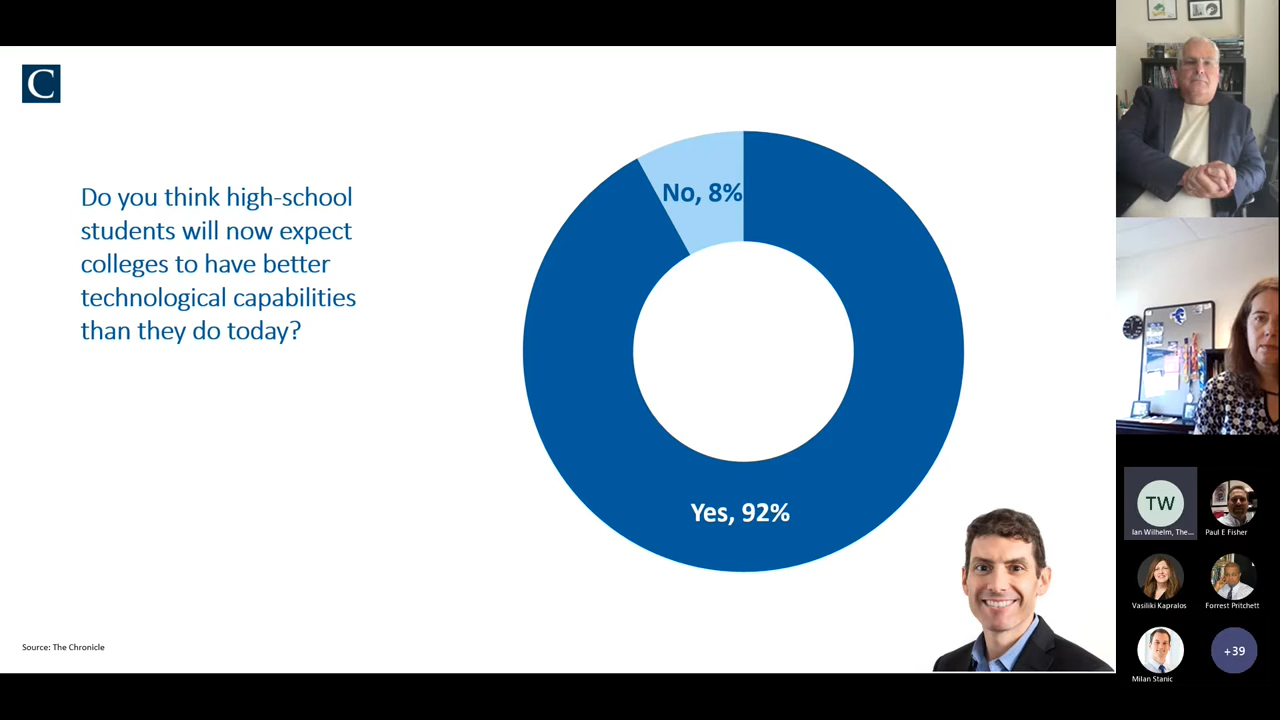 C
Do you think high-school
students will now expect
colleges to have better
technological capabilities
than they do today?
No, 8%
Yes, 92%
Source: The Chronicle
TW
Ian Wilhelm, The...
Paul E Fisher
Vasiliki Kapralos
Forrest Pritchett
Milan Stanic
+39